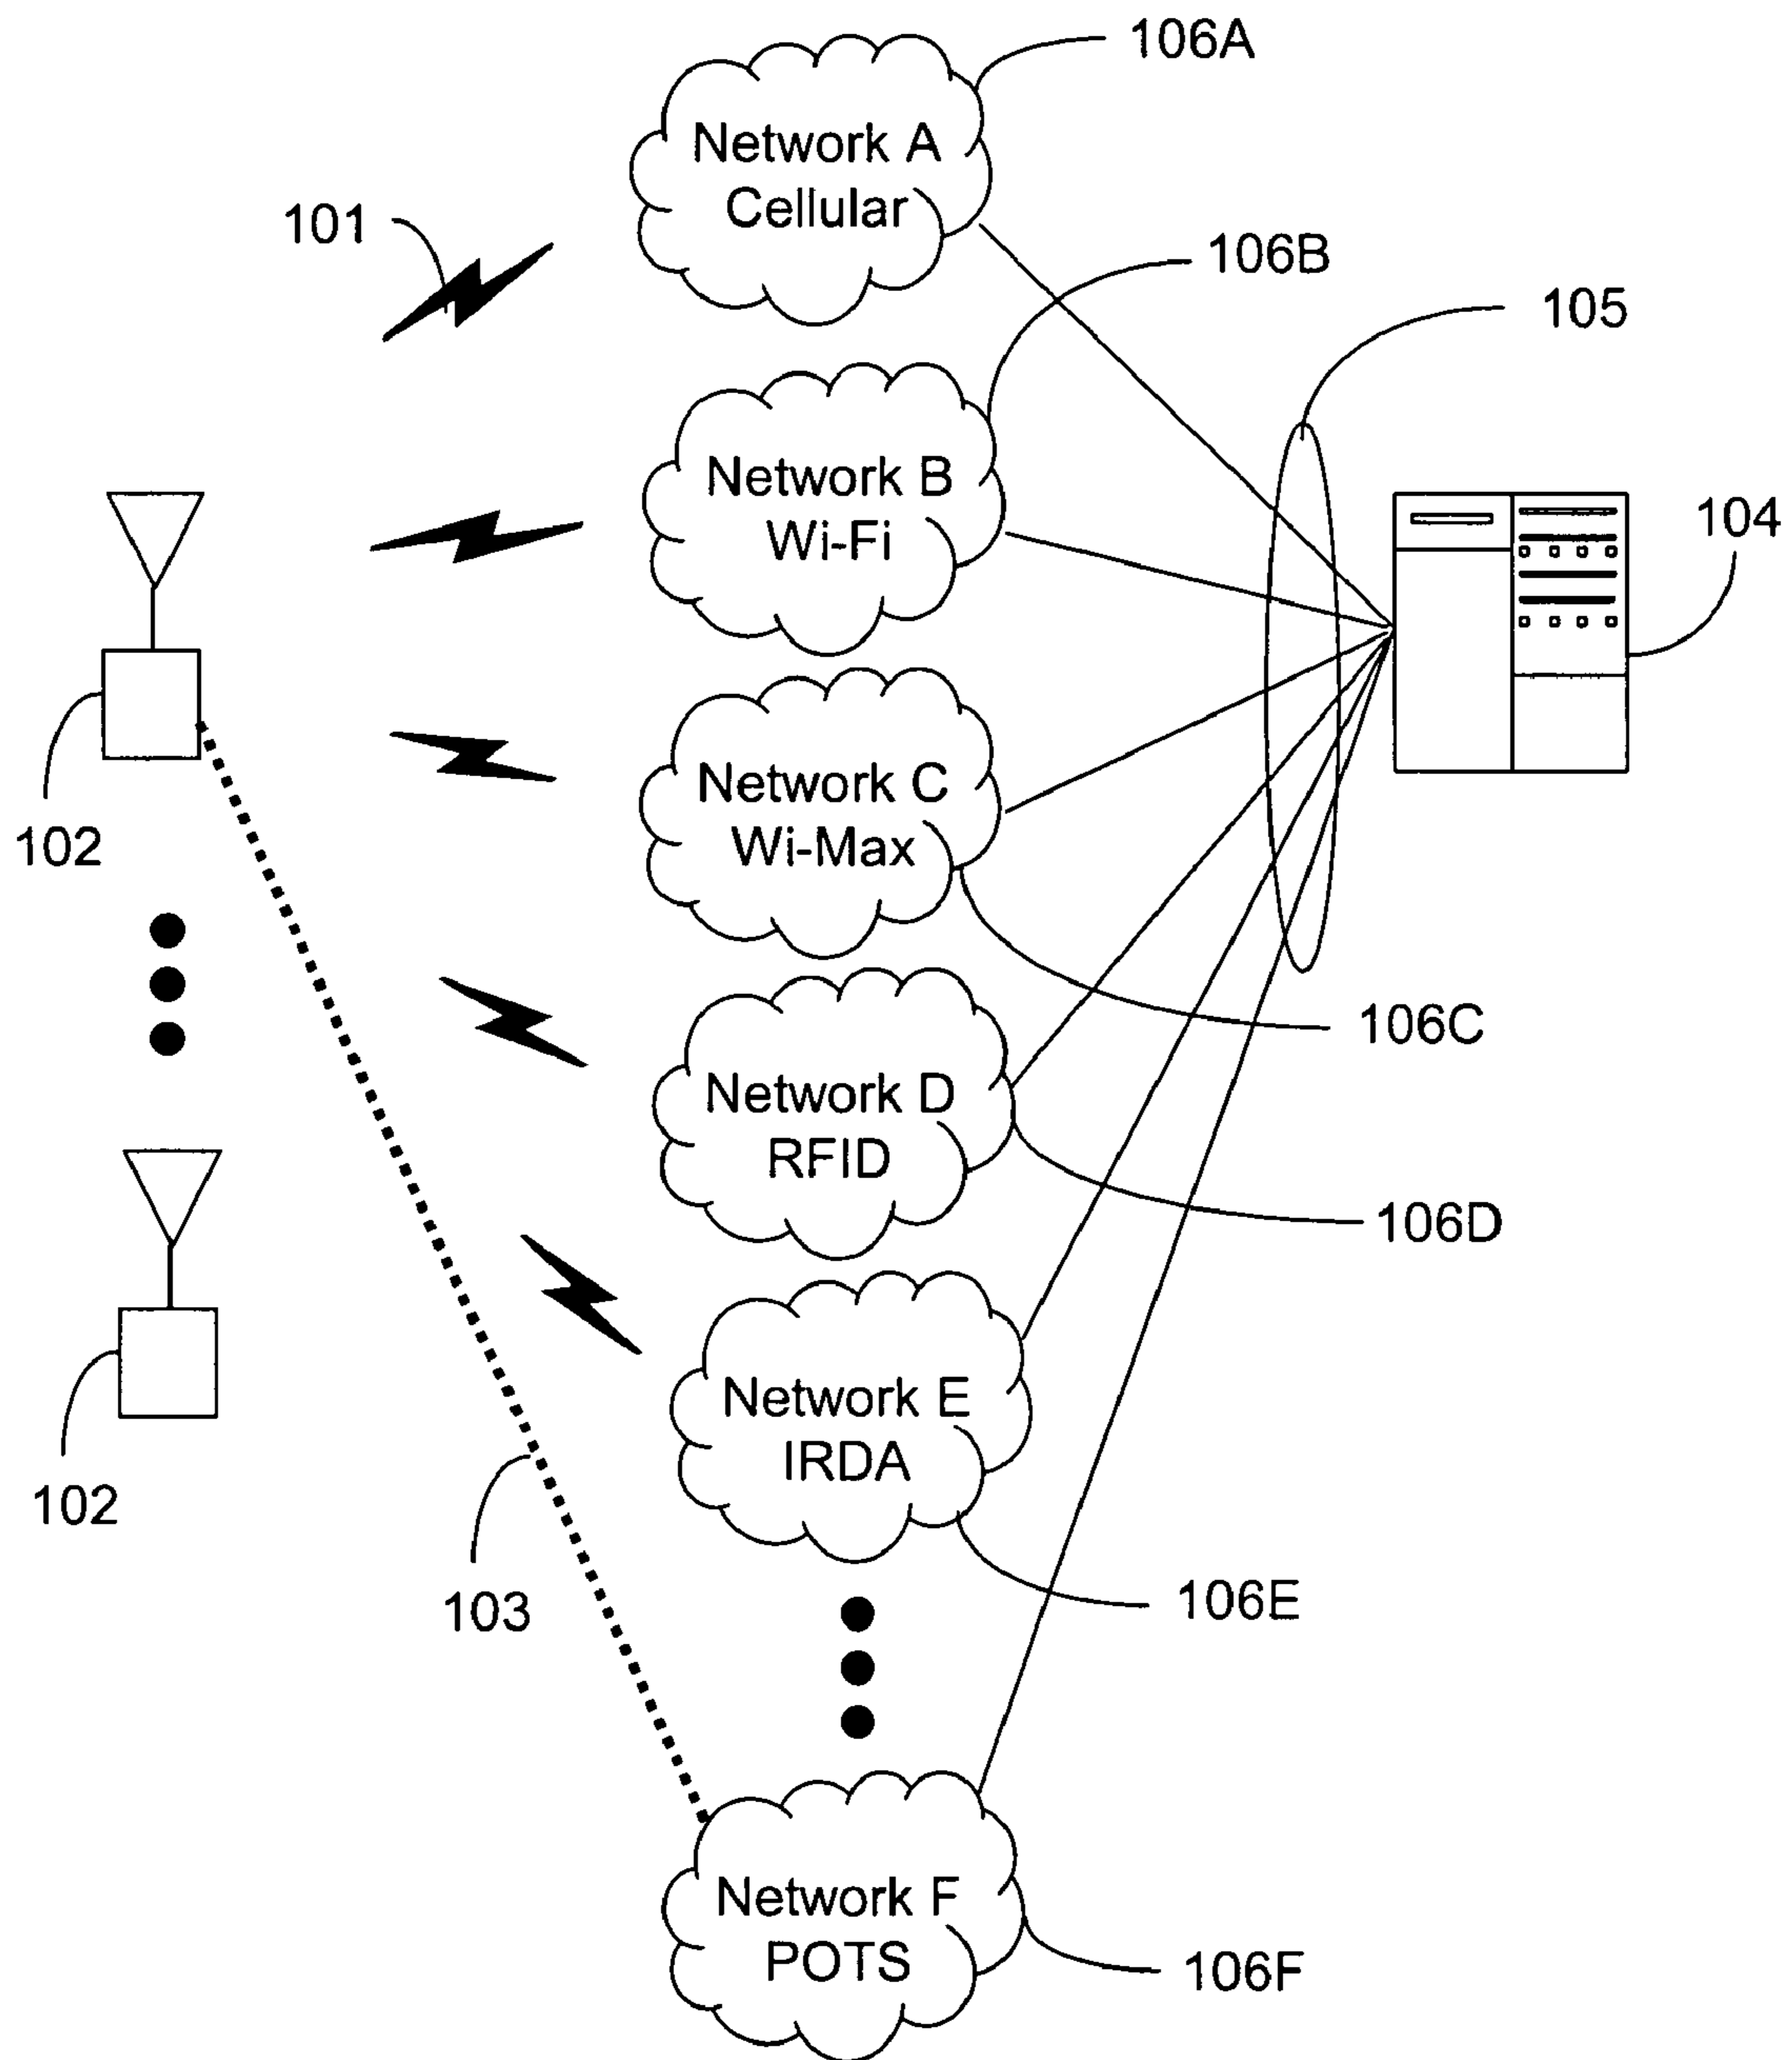 106A
Network A
Cellular
101
106B
105
Network B
Wi-Fi
104
102
Network C
Wi-Max
106C
Network D
RFID
106D
102
Network E
IRDA
103
106E
Network F
POTS
106F